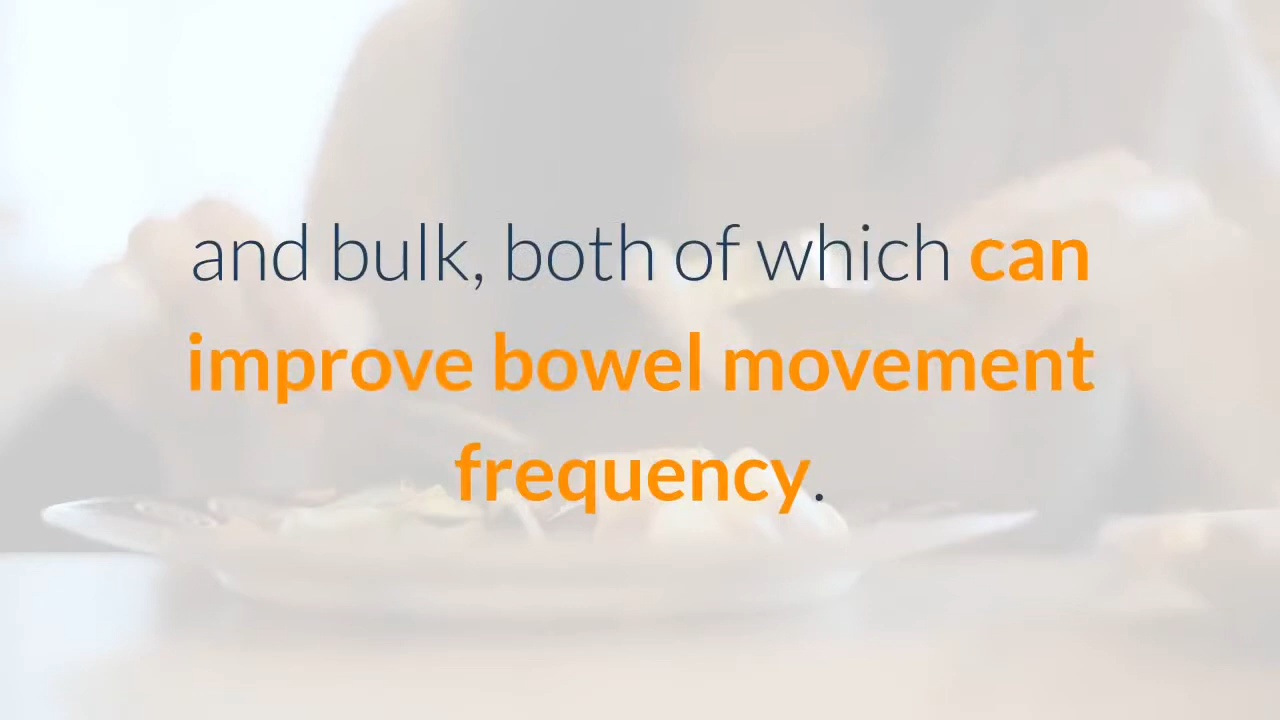 and bulk, both of which can
improve bowel movement
frequency.